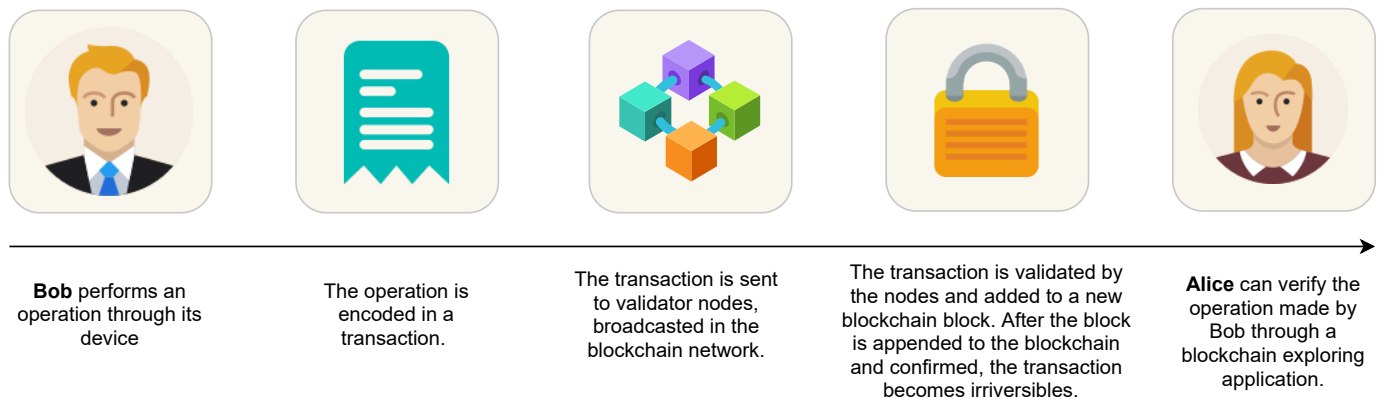 Bob performs an
operation through its
device
The operation is
encoded in a
transaction.
The transaction is sent
to validator nodes,
broadcasted in the
blockchain network.
The transaction is validated by
the nodes and added to a new
blockchain block. After the block
is appended to the blockchain
and confirmed, the transaction
becomes irriversibles.
Alice can verify the
operation made by
Bob through a
blockchain exploring
application.